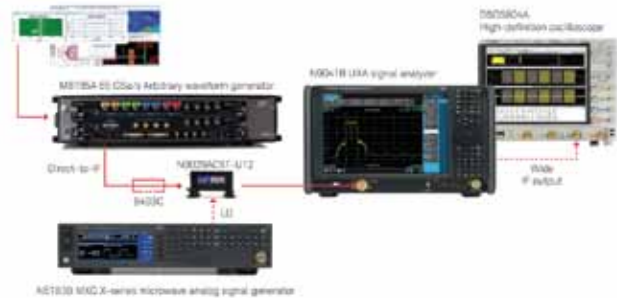 DSOS804A
High-definition oscilloscope
N9041B UXA signal analyzer
M8195A 65 GSa/s Arbitrary waveform generator
Direct-to-IF
N9029ACST-U12
Wide
IF output
LO
N5183B MXG X-series microwave analog signal generator